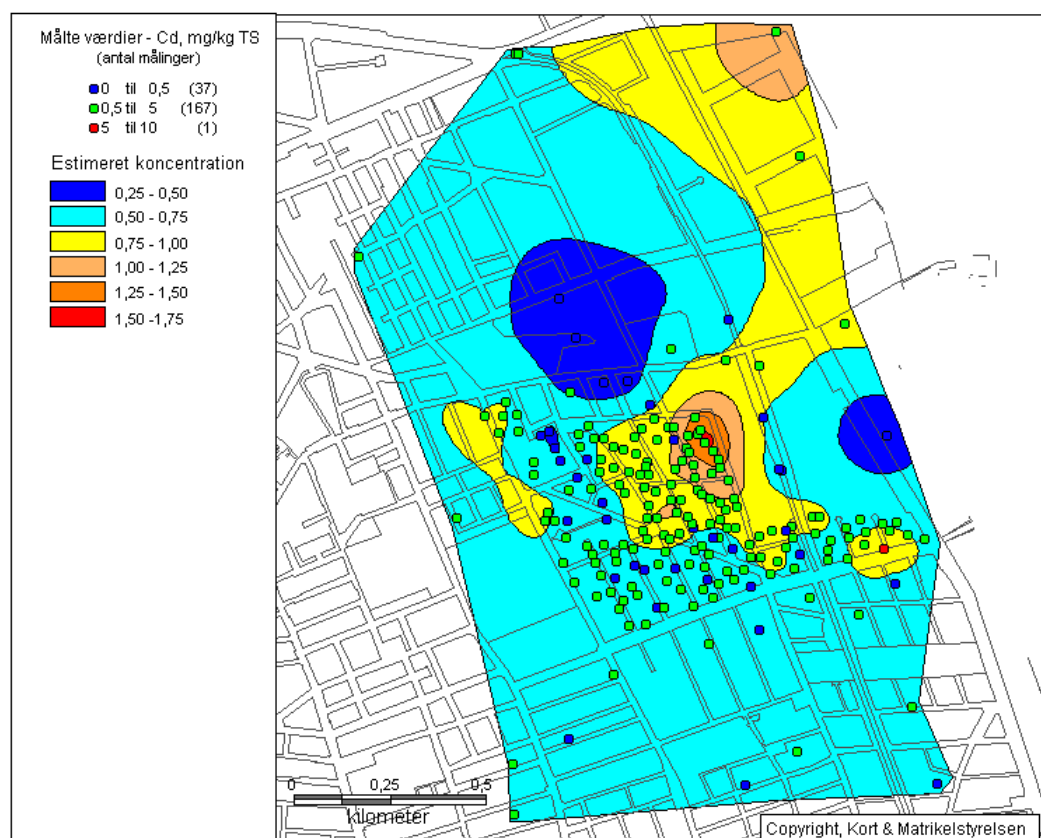 Målte værdier - Cd, mg/kg TS
(antal målinger)
0 til 0,5 (37)
0,5 til 5 (167)
5 til 10 (1)
Estimeret koncentration
0,25 - 0,50
0,50 - 0,75
0,75 - 1,00
1,00 - 1,25
1,25 - 1,50
1,50 -1,75
0 0,25 0,5
kilometer
Copyright, Kort & Matrikelstyrelsen